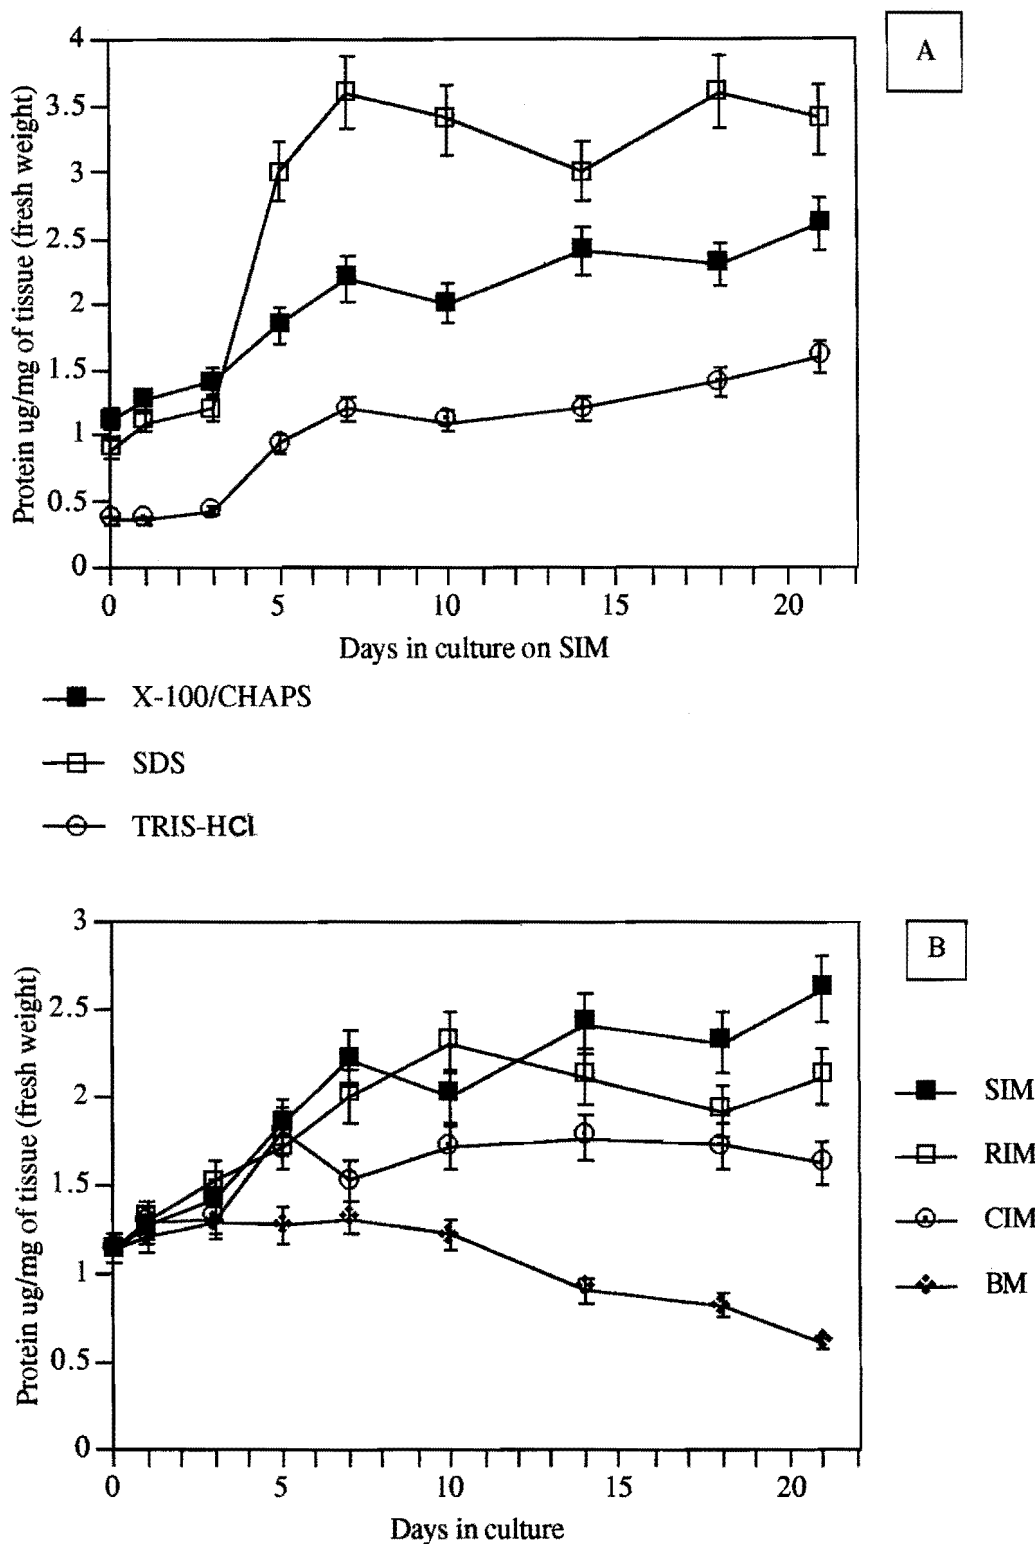 A
Protein ug/mg of tissue (fresh weight)
4
3.5
3
2.5
2
1.5
1
0.5
0
0 5 10 15 20
Days in culture on SIM
X-100/CHAPS
SDS
TRIS-HCl
B
Protein ug/mg of tissue (fresh weight)
3
2.5
2
1.5
1
0.5
0
0 5 10 15 20
Days in culture
SIM
RIM
CIM
BM